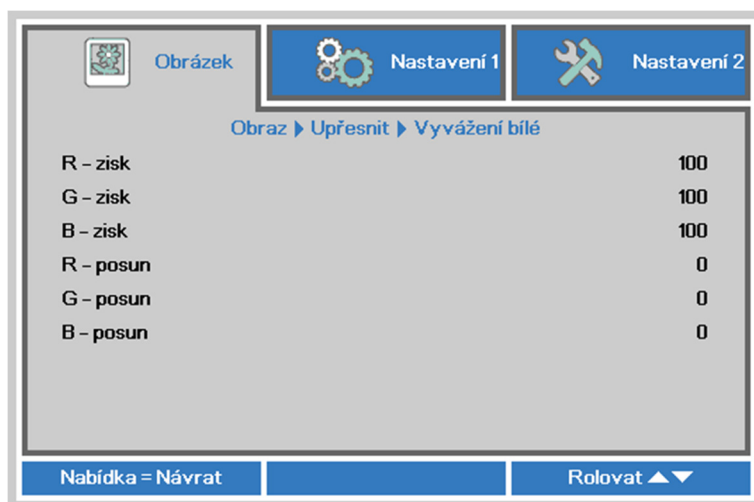 Obrázek
Nastavení 1
Nastavení 2
Obraz Upřesnit Vyvážení bílé
R – zisk 100
G – zisk 100
B – zisk 100
R – posun 0
G – posun 0
B – posun 0
Nabídka = Návrat
Rolovat